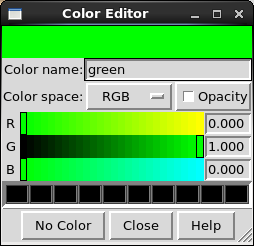 Color Editor
Color name: green
Color space: RGB Opacity
R 0.000
G 1.000
B 0.000
No Color Close Help